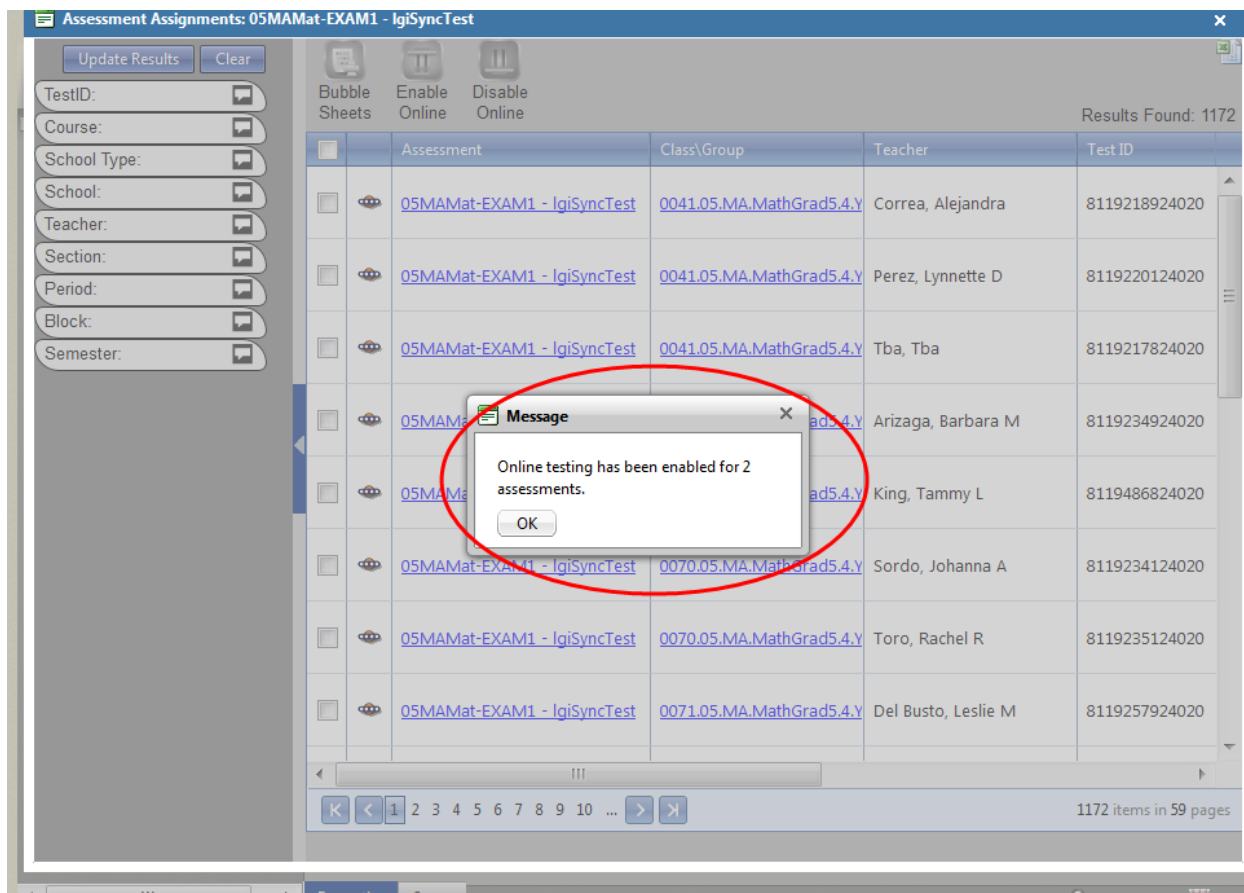 Assessment Assignments: 05MAMat-EXAM1 - IgiSyncTest
Update Results Clear
TestID:
Course:
School Type:
School:
Teacher:
Section:
Period:
Block:
Semester:
Bubble Sheets
Enable Online
Disable Online
Results Found: 1172
Assessment Class\Group Teacher Test ID
05MAMat-EXAM1 - IgiSyncTest 0041.05.MA.MathGrad5.4.Y Correa, Alejandra 8119218924020
05MAMat-EXAM1 - IgiSyncTest 0041.05.MA.MathGrad5.4.Y Perez, Lynnette D 8119220124020
05MAMat-EXAM1 - IgiSyncTest 0041.05.MA.MathGrad5.4.Y Tba, Tba 8119217824020
05MAMa ad5.4.Y Arizaga, Barbara M 8119234924020
05MAMa ad5.4.Y King, Tammy L 8119486824020
05MAMat-EXAM1 - IgiSyncTest 0070.05.MA.MathGrad5.4.Y Sordo, Johanna A 8119234124020
05MAMat-EXAM1 - IgiSyncTest 0070.05.MA.MathGrad5.4.Y Toro, Rachel R 8119235124020
05MAMat-EXAM1 - IgiSyncTest 0071.05.MA.MathGrad5.4.Y Del Busto, Leslie M 8119257924020
Message
Online testing has been enabled for 2
assessments.
OK
1 2 3 4 5 6 7 8 9 10 ... 1172 items in 59 pages